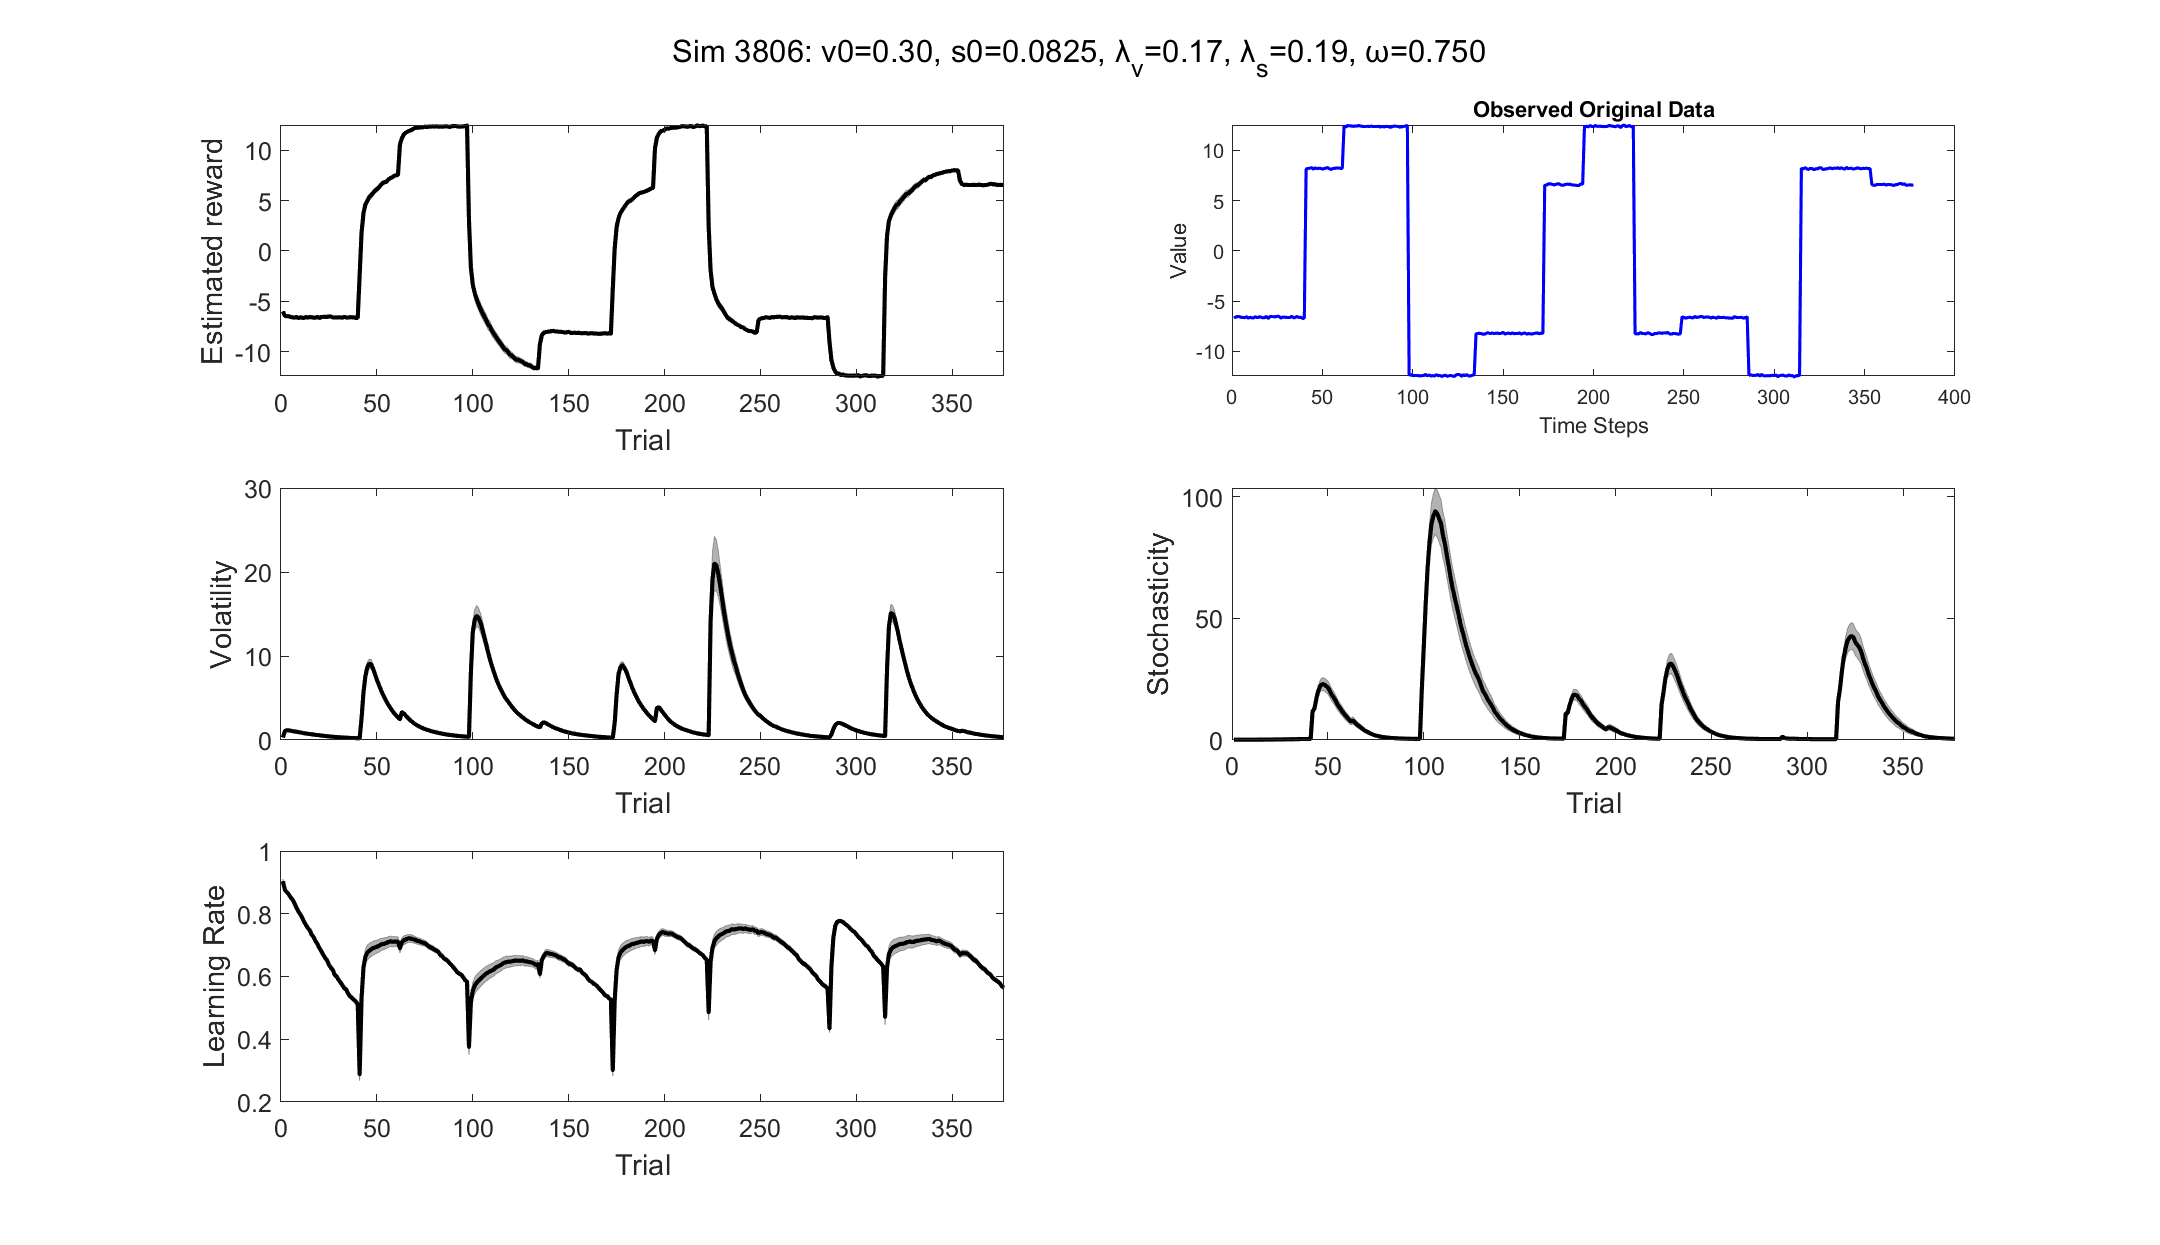 Sim 3806: v0=0.30, s0=0.0825, λv=0.17, λs=0.19, ω=0.750
Estimated reward
10
5
0
-5
-10
0 50 100 150 200 250 300 350
Trial
Observed Original Data
Value
10
5
0
-5
-10
0 50 100 150 200 250 300 350 400
Time Steps
Volatility
30
20
10
0
0 50 100 150 200 250 300 350
Trial
Stochasticity
100
50
0
0 50 100 150 200 250 300 350
Trial
Learning Rate
1
0.8
0.6
0.4
0.2
0 50 100 150 200 250 300 350
Trial